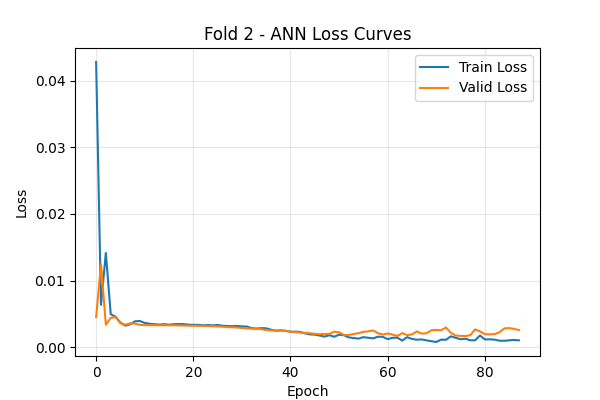 Fold 2 - ANN Loss Curves
Train Loss
Valid Loss
0.04
0.03
0.02
0.01
0.00
Loss
0 20 40 60 80
Epoch